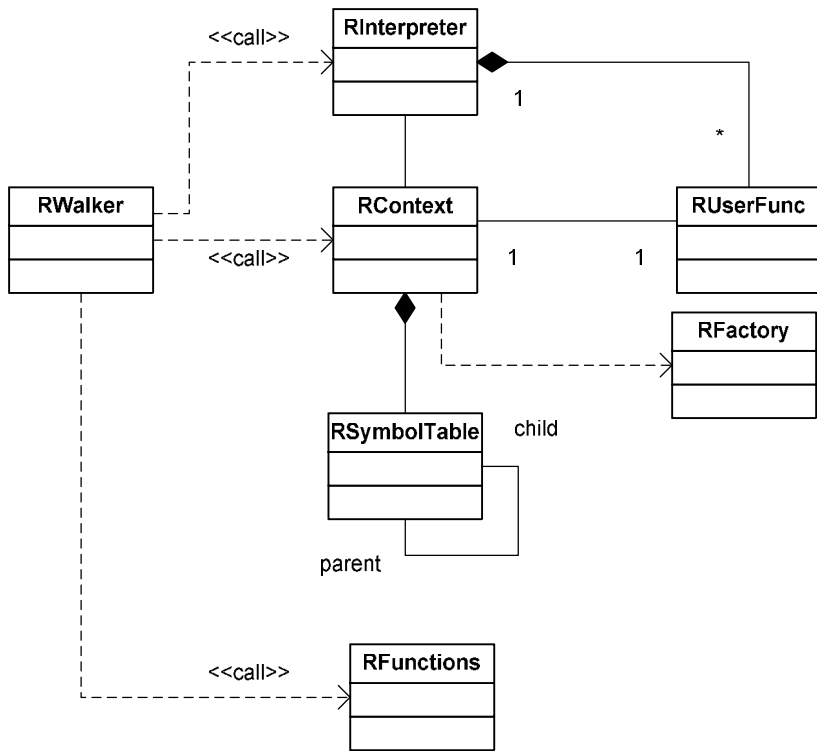 RInterpreter
<<call>>
1
*
RWalker
RContext
RUserFunc
<<call>>
1
1
RFactory
RSymbolTable
child
parent
RFunctions
<<call>>